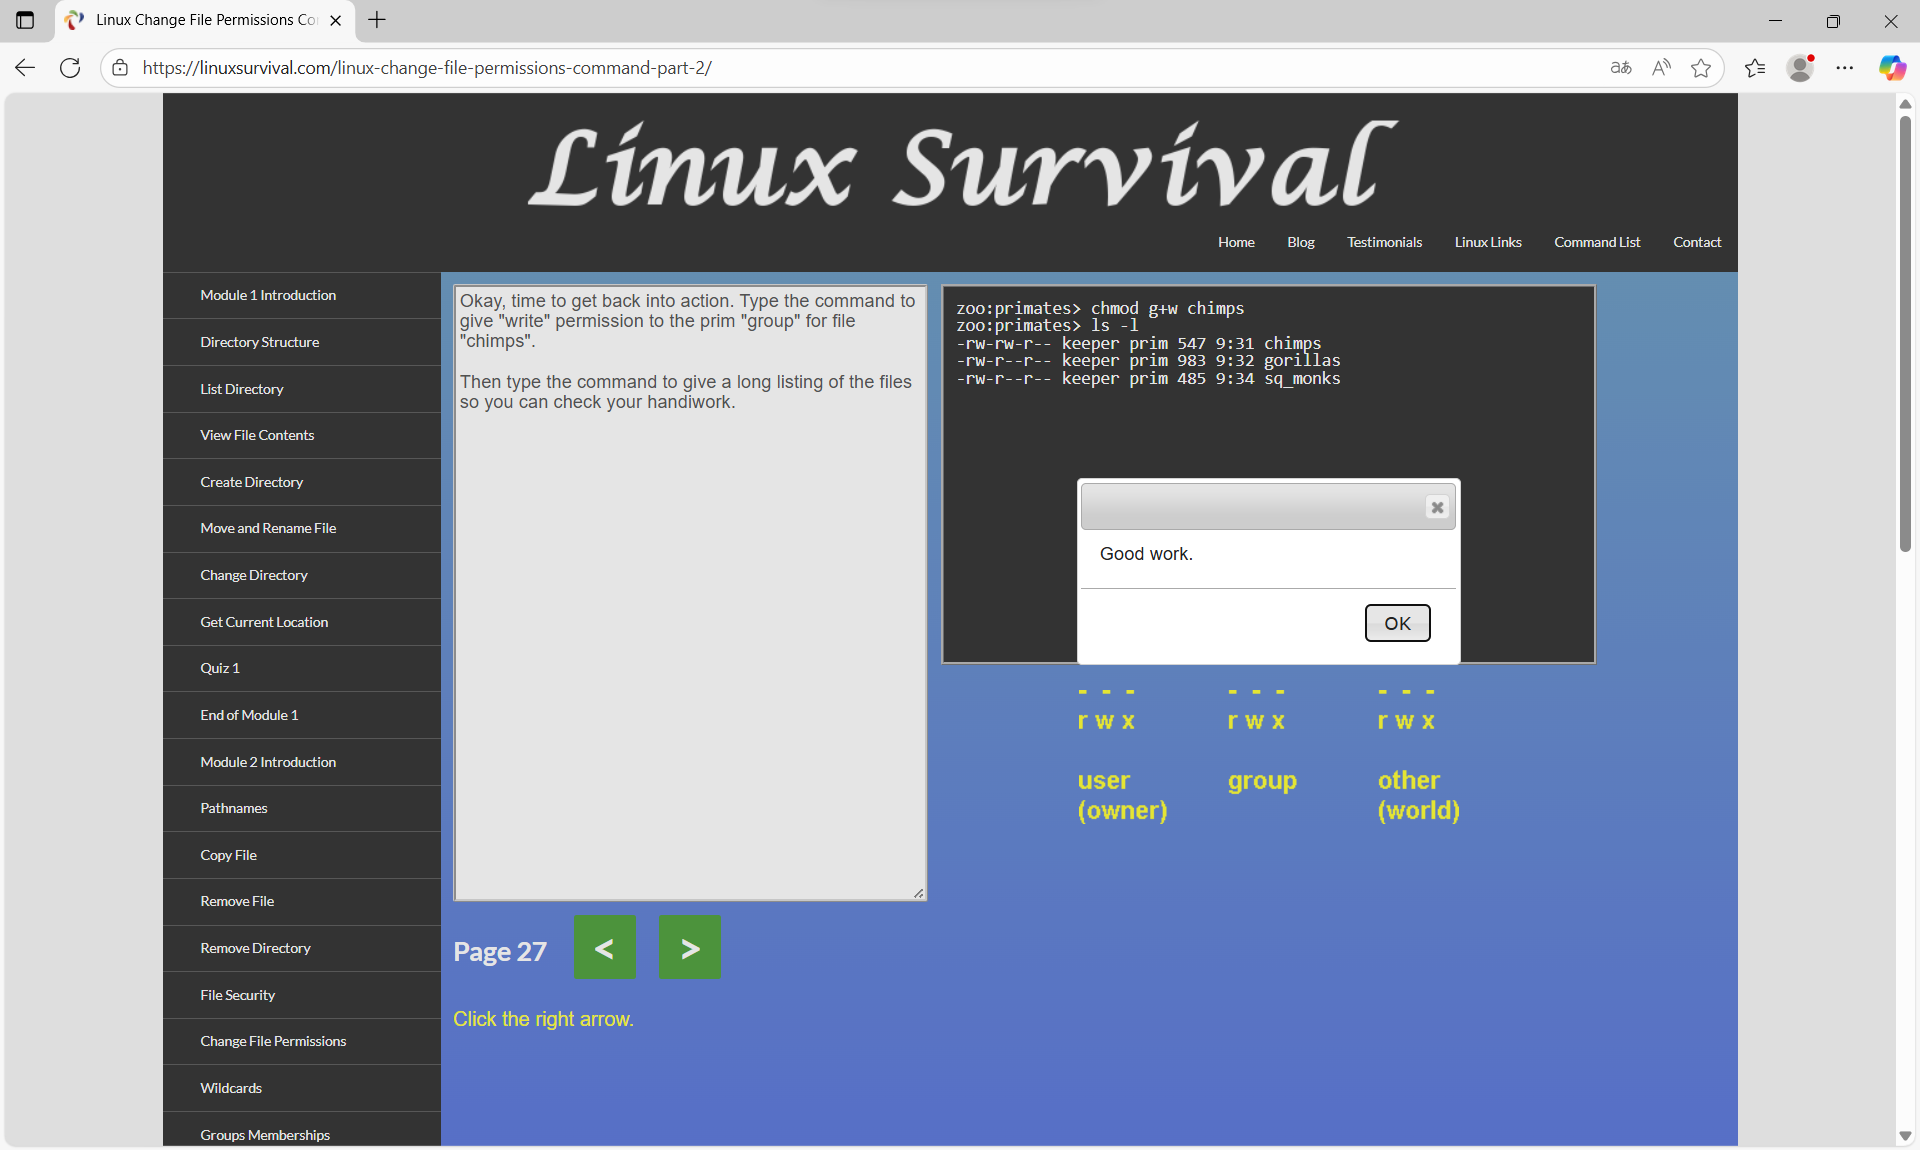 Linux Change File Permissions Co
https://linuxsurvival.com/linux-change-file-permissions-command-part-2/
Linux Survival
Home Blog Testimonials Linux Links Command List Contact
Module 1 Introduction
Directory Structure
List Directory
View File Contents
Create Directory
Move and Rename File
Change Directory
Get Current Location
Quiz 1
End of Module 1
Module 2 Introduction
Pathnames
Copy File
Remove File
Remove Directory
File Security
Change File Permissions
Wildcards
Groups Memberships
Okay, time to get back into action. Type the command to
give "write" permission to the prim "group" for file
"chimps".
Then type the command to give a long listing of the files
so you can check your handiwork.
Page 27 < >
Click the right arrow.
zoo:primates> chmod g+w chimps
zoo:primates> ls -l
-rw-rw-r-- keeper prim 547 9:31 chimps
-rw-r--r-- keeper prim 983 9:32 gorillas
-rw-r--r-- keeper prim 485 9:34 sq_monks
Good work.
OK
- - - - - - - - -
r w x r w x r w x
user group other
(owner) (world)